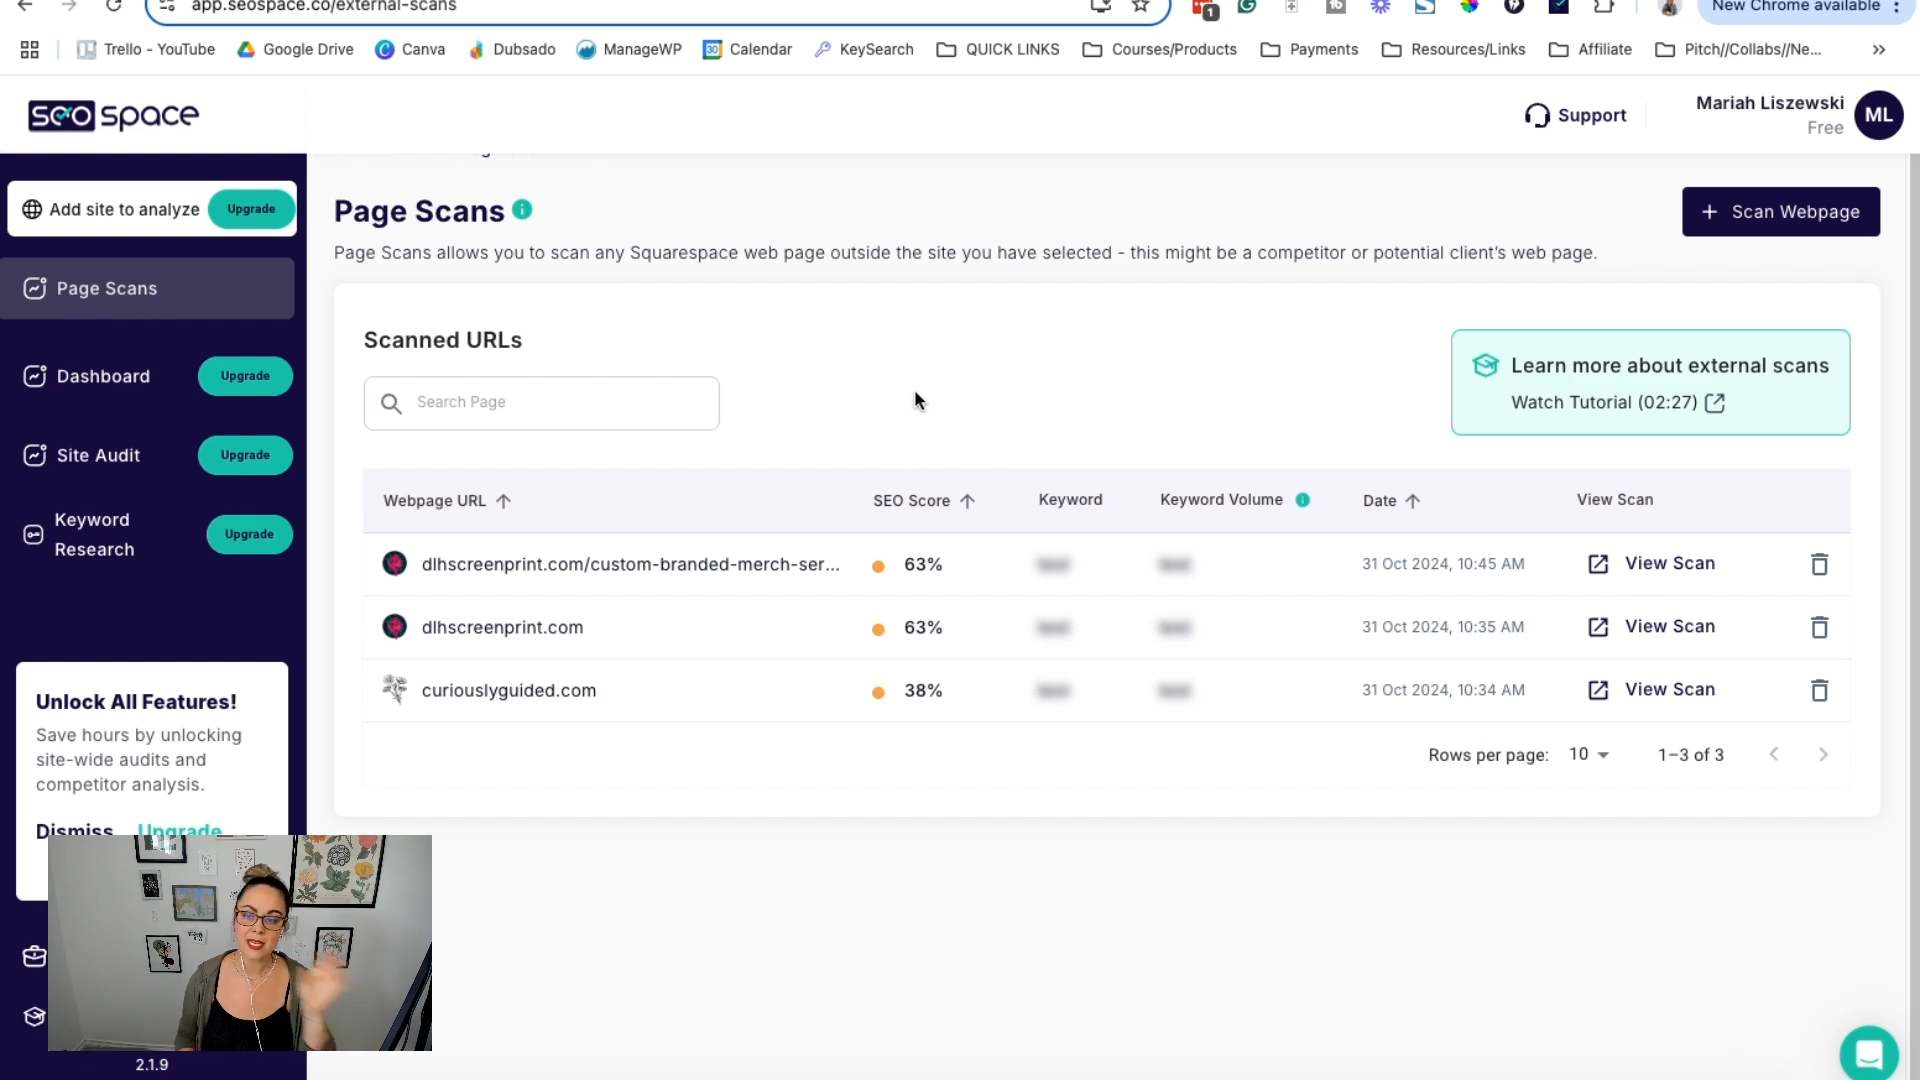 app.seospace.co/external-scans
1
16
New Chrome available
Trello - YouTube
Google Drive
Canva
Dubsado
ManageWP
30
Calendar
KeySearch
QUICK LINKS
Courses/Products
Payments
Resources/Links
Affiliate
Pitch//Collabs//Ne...
seo space
Support
Mariah Liszewski
Free
ML
Add site to analyze
Upgrade
Page Scans
Dashboard
Upgrade
Site Audit
Upgrade
Keyword
Research
Upgrade
Unlock All Features!
Save hours by unlocking
site-wide audits and
competitor analysis.
Dismiss Upgrade
2.1.9
Page Scans
+ Scan Webpage
Page Scans allows you to scan any Squarespace web page outside the site you have selected - this might be a competitor or potential client's web page.
Scanned URLs
Search Page
Learn more about external scans
Watch Tutorial (02:27)
Webpage URL SEO Score Keyword Keyword Volume Date View Scan
dlhscreenprint.com/custom-branded-merch-ser... 63% 31 Oct 2024, 10:45 AM View Scan
dlhscreenprint.com 63% 31 Oct 2024, 10:35 AM View Scan
curiouslyguided.com 38% 31 Oct 2024, 10:34 AM View Scan
Rows per page: 10 1–3 of 3